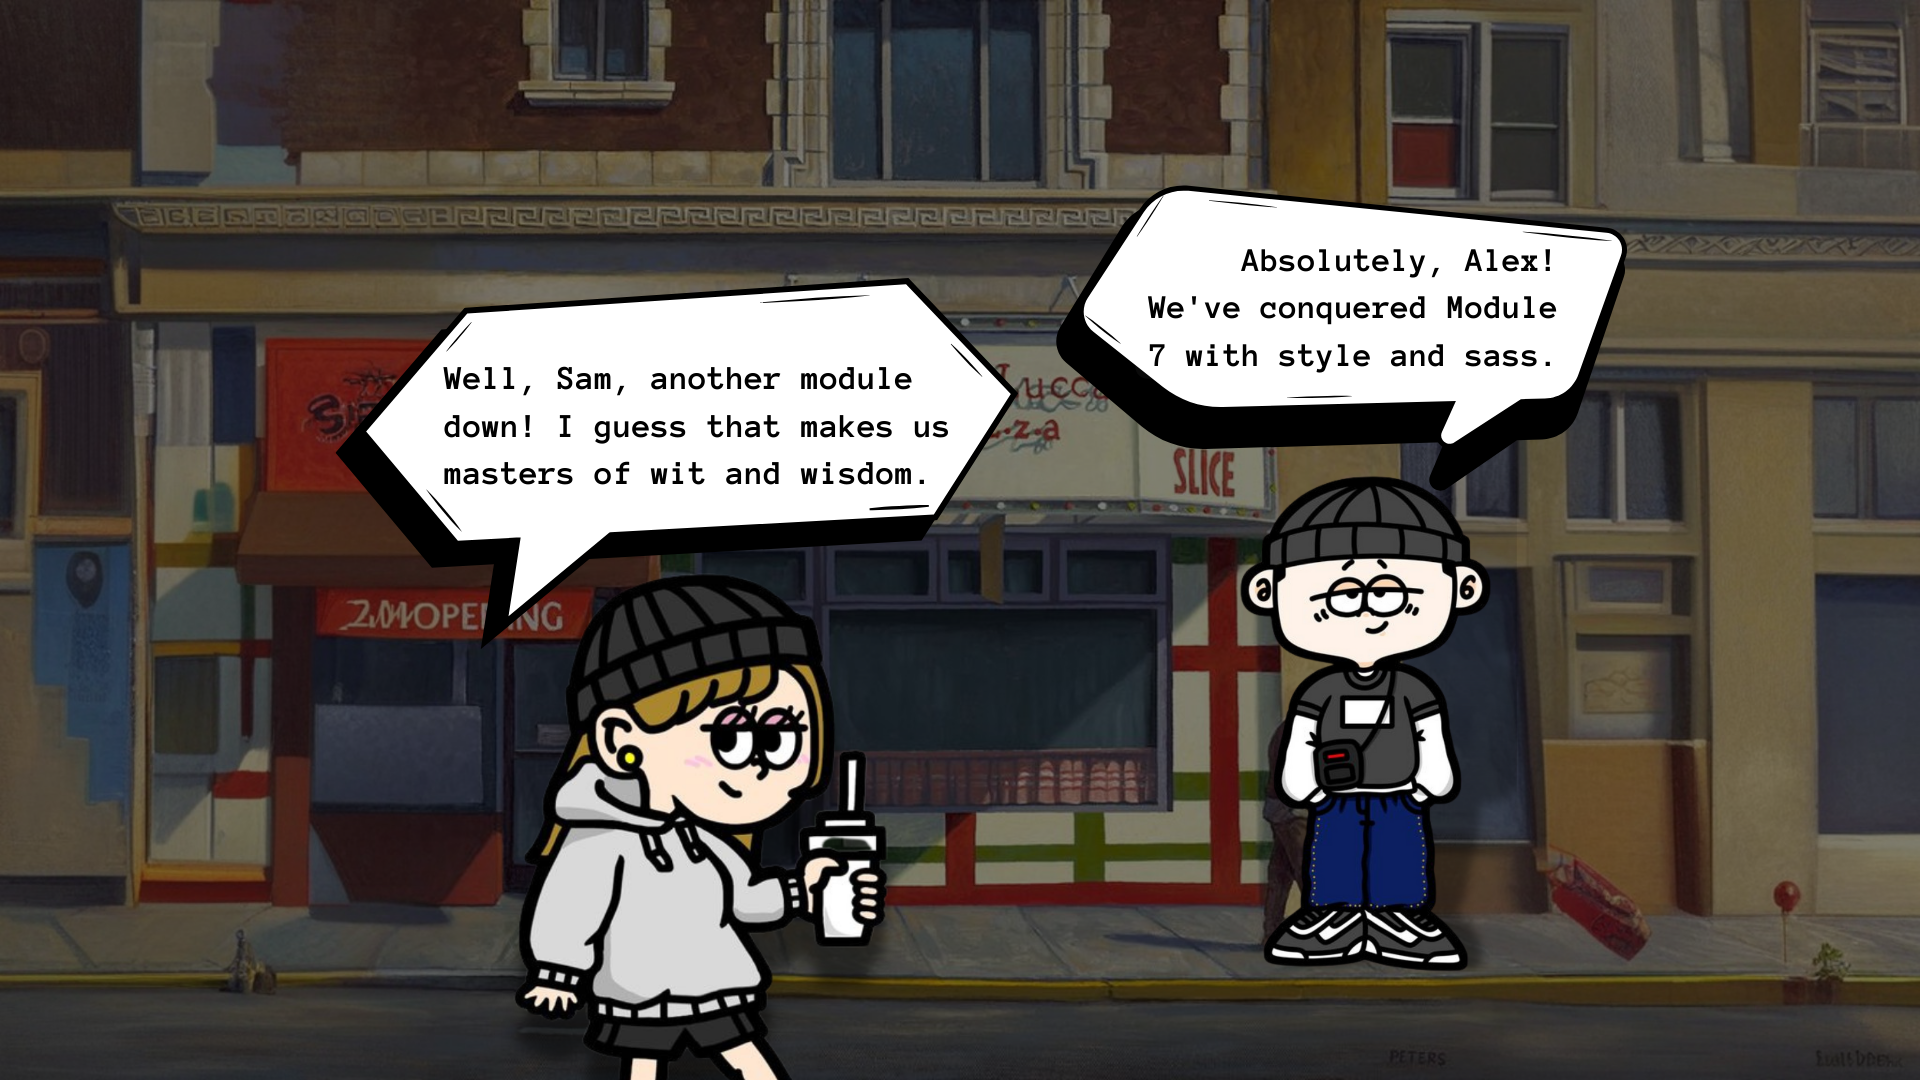 Well, Sam, another module
down! I guess that makes us
masters of wit and wisdom.
Absolutely, Alex!
We've conquered Module
7 with style and sass.
SLICE
PETERS